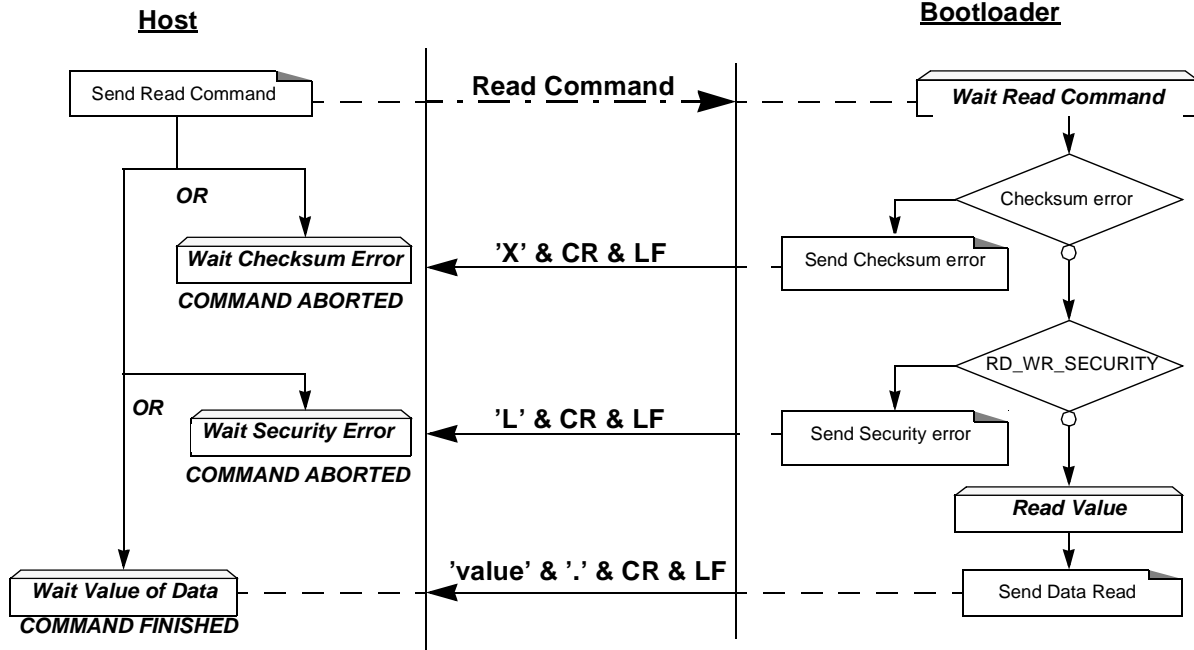 Host
Bootloader
Send Read Command
Read Command
Wait Read Command
OR
Checksum error
Wait Checksum Error
’X’ & CR & LF
Send Checksum error
COMMAND ABORTED
RD_WR_SECURITY
OR
Wait Security Error
’L’ & CR & LF
Send Security error
COMMAND ABORTED
Read Value
’value’ & ’.’ & CR & LF
Wait Value of Data
Send Data Read
COMMAND FINISHED